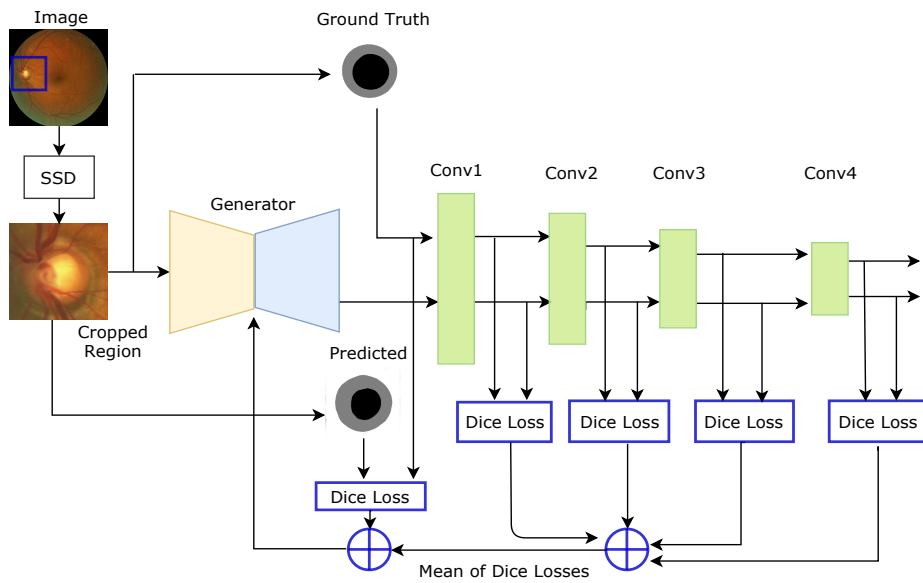 Image
Ground Truth
SSD
Generator
Conv1
Conv2
Conv3
Conv4
Cropped
Region
Predicted
Dice Loss
Dice Loss
Dice Loss
Dice Loss
Dice Loss
Mean of Dice Losses